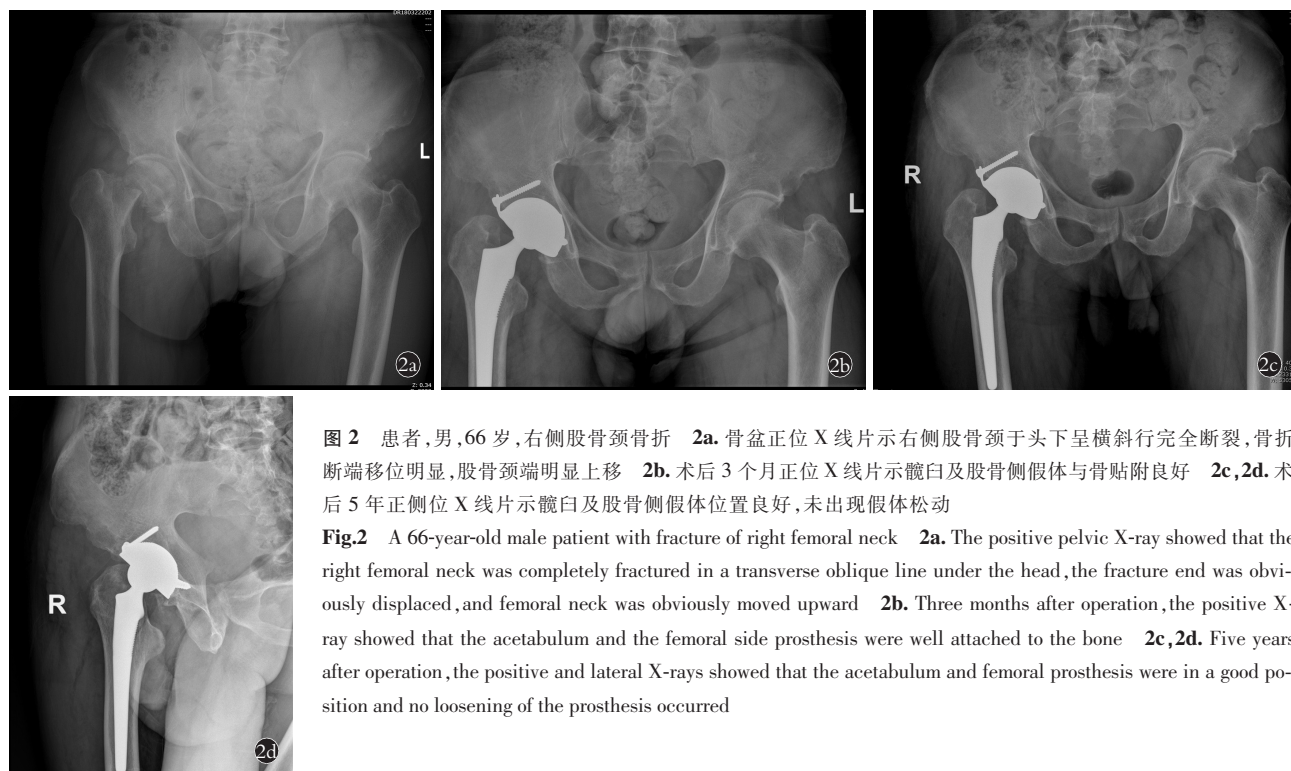 DR180322202
L
2a
Z: 0.34
L
2b
R
2c
R
2d
图 2 患者,男,66 岁,右侧股骨颈骨折 2a. 骨盆正位 X 线片示右侧股骨颈于头下呈横斜行完全断裂,骨折
断端移位明显,股骨颈端明显上移 2b. 术后 3 个月正位 X 线片示髋臼及股骨侧假体与骨贴附良好 2c,2d. 术
后 5 年正侧位 X 线片示髋臼及股骨侧假体位置良好,未出现假体松动
Fig.2 A 66-year-old male patient with fracture of right femoral neck 2a. The positive pelvic X-ray showed that the
right femoral neck was completely fractured in a transverse oblique line under the head,the fracture end was obvi-
ously displaced,and femoral neck was obviously moved upward 2b. Three months after operation,the positive X-
ray showed that the acetabulum and the femoral side prosthesis were well attached to the bone 2c,2d. Five years
after operation,the positive and lateral X-rays showed that the acetabulum and femoral prosthesis were in a good po-
sition and no loosening of the prosthesis occurred